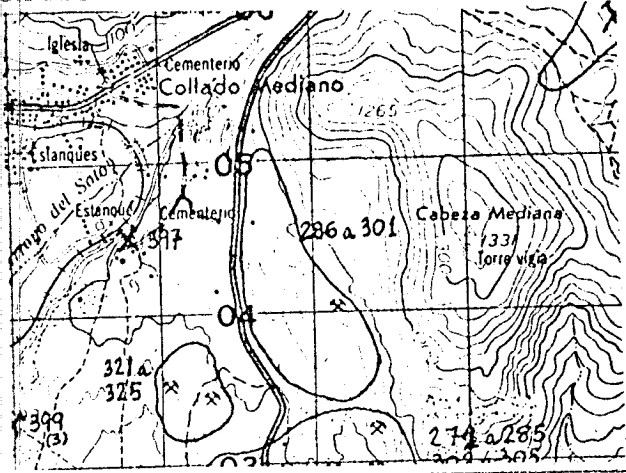 Iglesia
Cementerio
Collado Mediano
1265
Estanques
05
Estanque
Cementerio
397
286 a 301
Cabeza Mediana
1331
Torre vigía
04
321 a
325
399
(3)
274 a 285